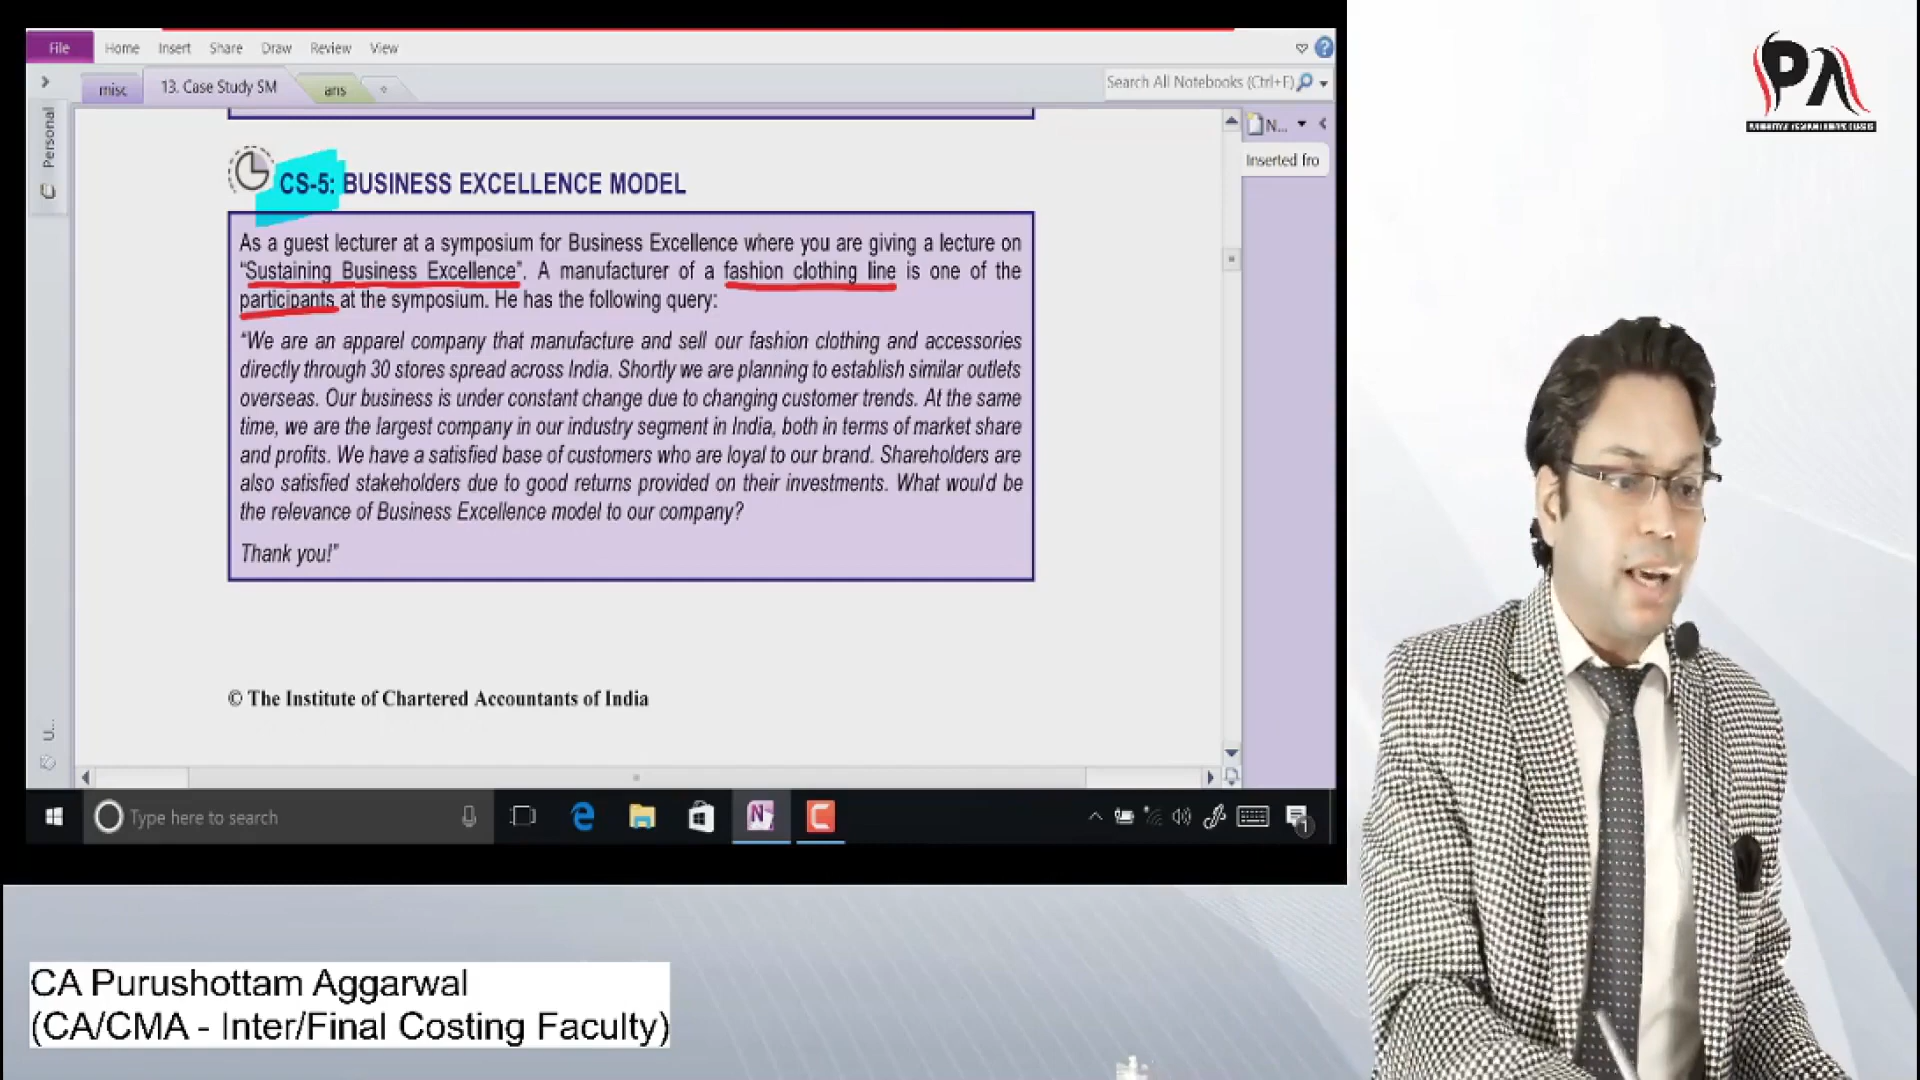 File Home Insert Share Draw Review View
misc 13. Case Study SM ans
Search All Notebooks (Ctrl+F)
Personal
N...
Inserted fro
CS-5: BUSINESS EXCELLENCE MODEL
As a guest lecturer at a symposium for Business Excellence where you are giving a lecture on
“Sustaining Business Excellence”. A manufacturer of a fashion clothing line is one of the
participants at the symposium. He has the following query:
“We are an apparel company that manufacture and sell our fashion clothing and accessories
directly through 30 stores spread across India. Shortly we are planning to establish similar outlets
overseas. Our business is under constant change due to changing customer trends. At the same
time, we are the largest company in our industry segment in India, both in terms of market share
and profits. We have a satisfied base of customers who are loyal to our brand. Shareholders are
also satisfied stakeholders due to good returns provided on their investments. What would be
the relevance of Business Excellence model to our company?
Thank you!”
© The Institute of Chartered Accountants of India
U...
Type here to search
1
CA Purushottam Aggarwal
(CA/CMA - Inter/Final Costing Faculty)
PA